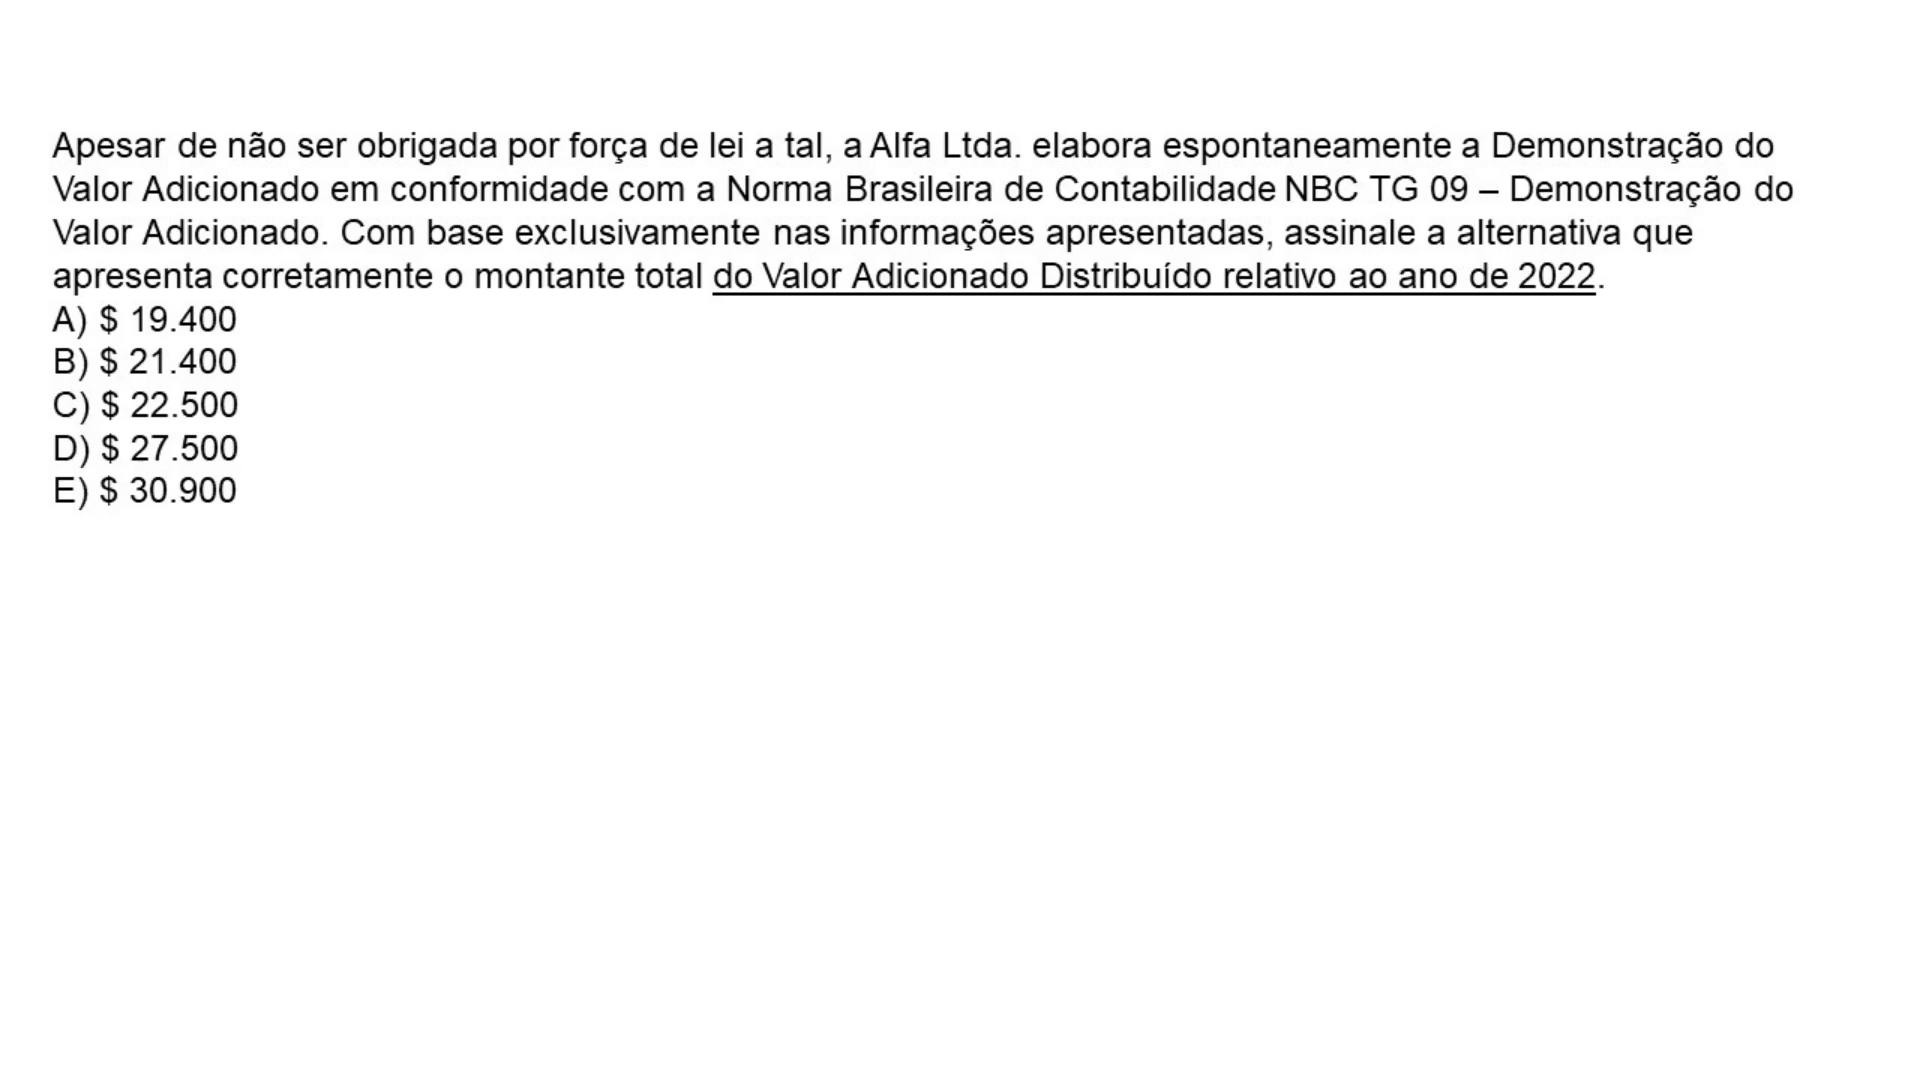 Apesar de não ser obrigada por força de lei a tal, a Alfa Ltda. elabora espontaneamente a Demonstração do
Valor Adicionado em conformidade com a Norma Brasileira de Contabilidade NBC TG 09 – Demonstração do
Valor Adicionado. Com base exclusivamente nas informações apresentadas, assinale a alternativa que
apresenta corretamente o montante total do Valor Adicionado Distribuído relativo ao ano de 2022.
A) $ 19.400
B) $ 21.400
C) $ 22.500
D) $ 27.500
E) $ 30.900